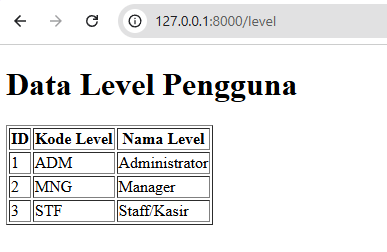 127.0.0.1:8000/level
Data Level Pengguna
ID Kode Level Nama Level
1 ADM Administrator
2 MNG Manager
3 STF Staff/Kasir